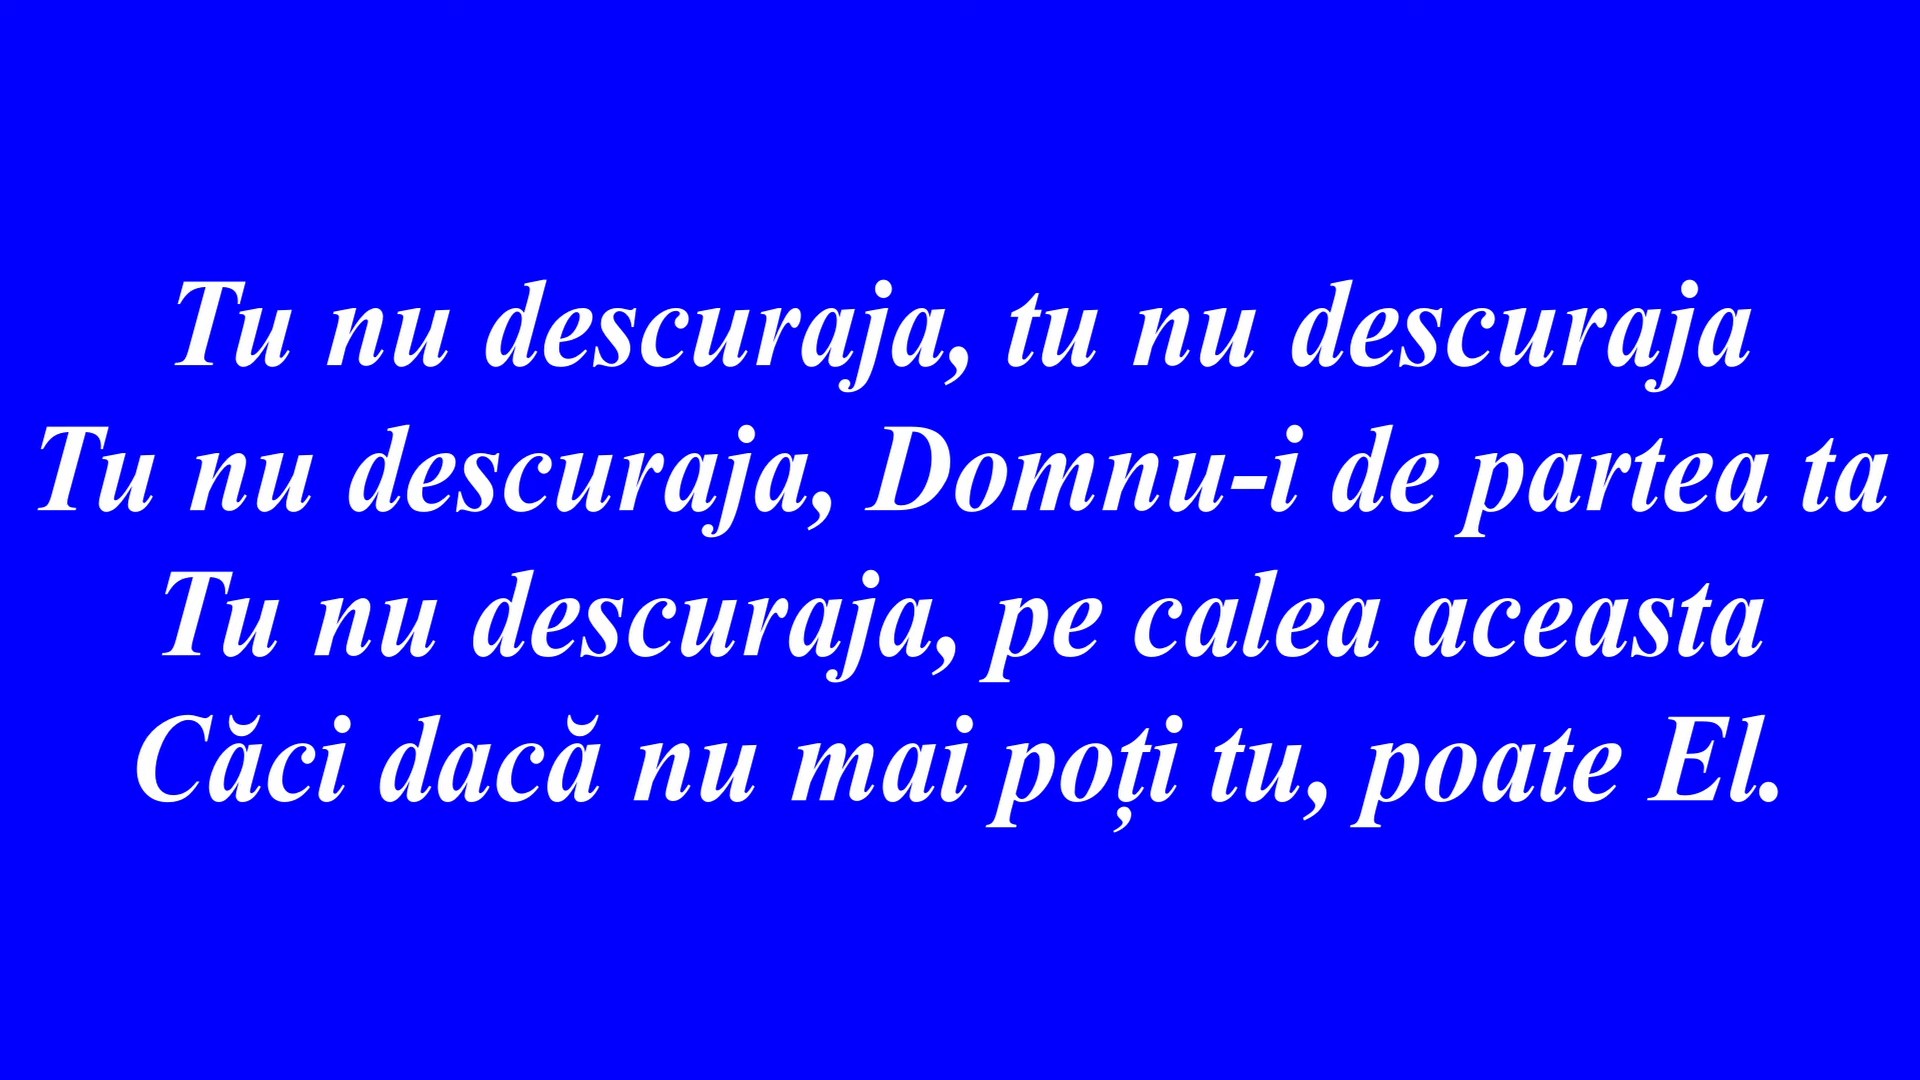 Tu nu descuraja, tu nu descuraja
Tu nu descuraja, Domnu-i de partea ta
Tu nu descuraja, pe calea aceasta
Căci dacă nu mai poți tu, poate El.